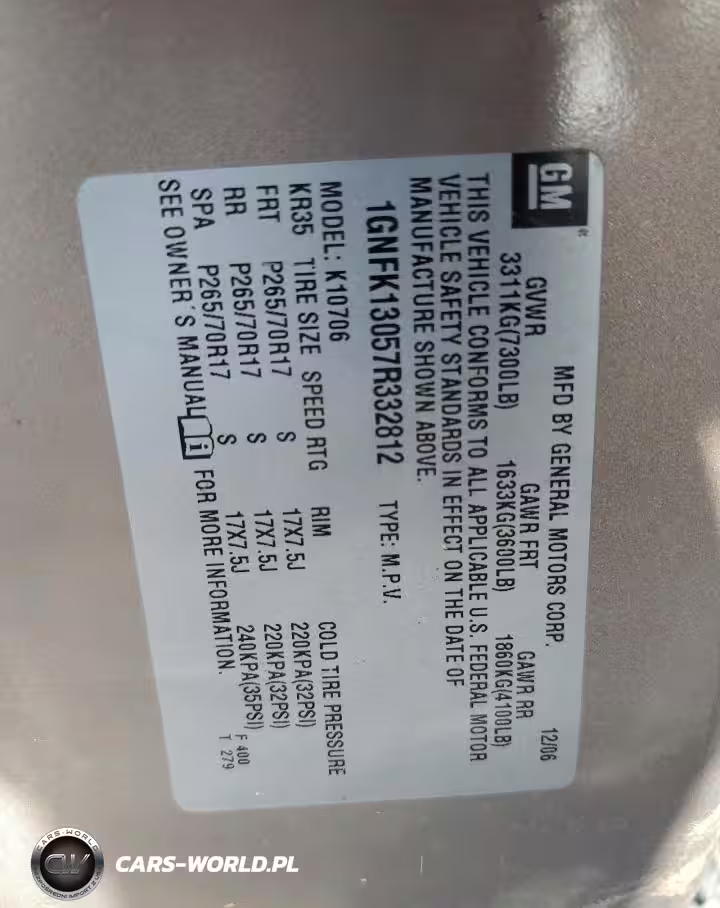 GM
MFD BY GENERAL MOTORS CORP. 12/06
GVWR GAWR FRT GAWR RR
3311KG(7300LB) 1633KG(3600LB) 1860KG(4100LB)
THIS VEHICLE CONFORMS TO ALL APPLICABLE U.S. FEDERAL MOTOR
VEHICLE SAFETY STANDARDS IN EFFECT ON THE DATE OF
MANUFACTURE SHOWN ABOVE.
1GNFK13057R332812 TYPE: M.P.V.
MODEL: K10706
KR35 TIRE SIZE SPEED RTG RIM COLD TIRE PRESSURE
FRT P265/70R17 S 17X7.5J 220KPA(32PSI)
RR P265/70R17 S 17X7.5J 220KPA(32PSI)
SPA P265/70R17 S 17X7.5J 240KPA(35PSI)
SEE OWNER'S MANUAL i FOR MORE INFORMATION.
F 400
T 279
CARS-WORLD
CW
CARS-WORLD.PL